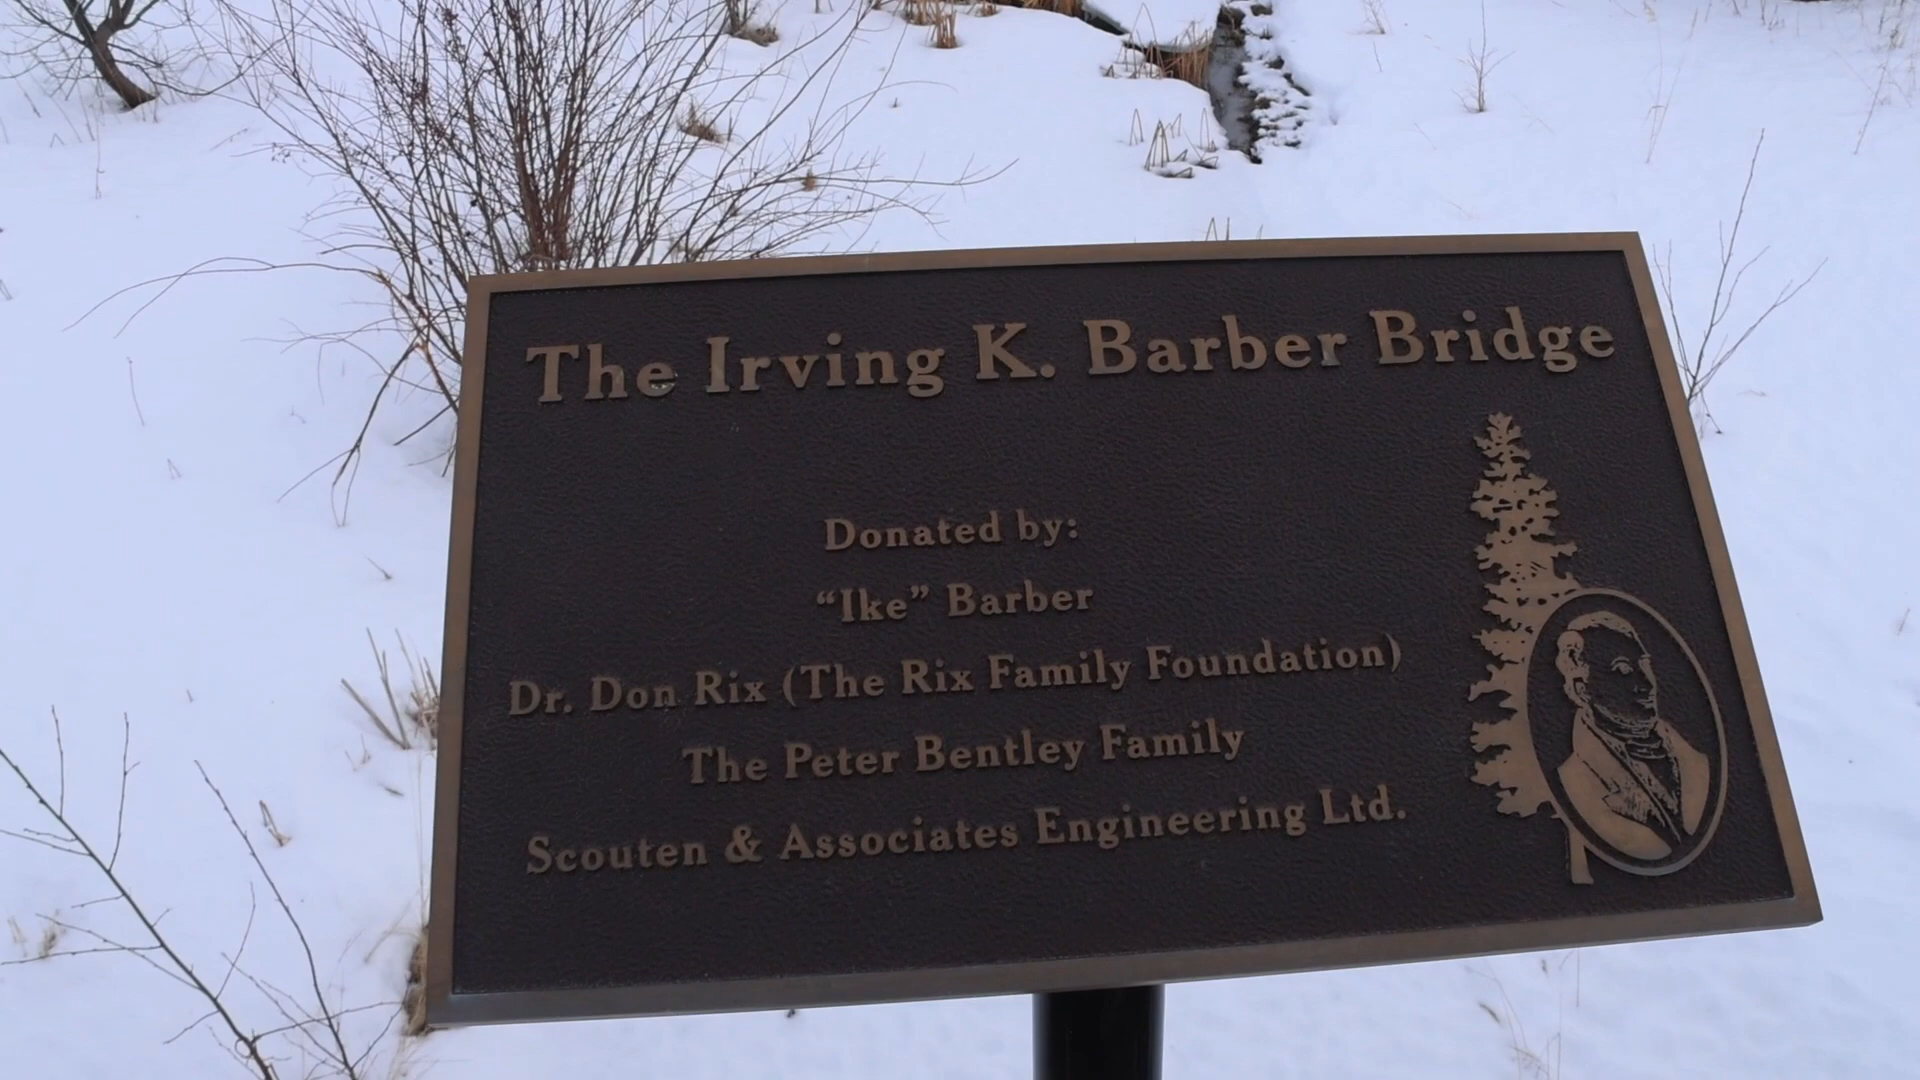 The Irving K. Barber Bridge
Donated by:
“Ike” Barber
Dr. Don Rix (The Rix Family Foundation)
The Peter Bentley Family
Scouten & Associates Engineering Ltd.